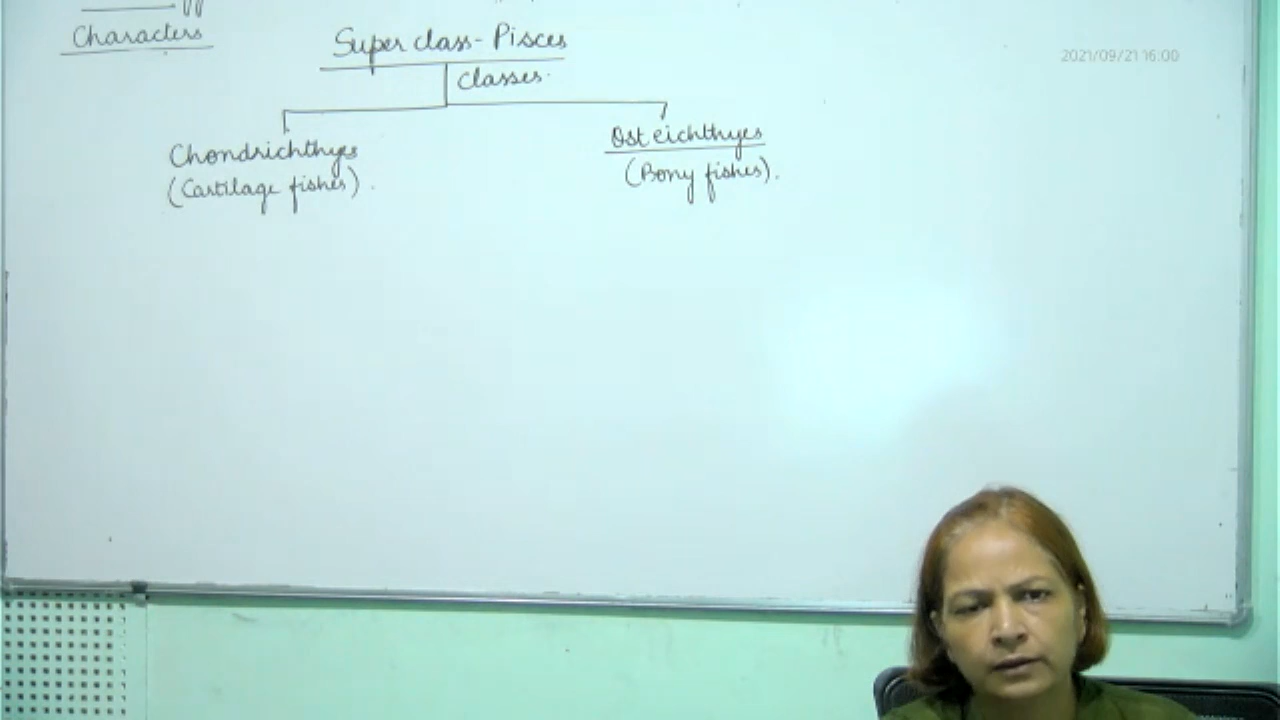 Characters
Super class- Pisces
2021/09/21 16:00
classes.
Chondrichthyes
(Cartilage fishes).
Osteichthyes
(Bony fishes).